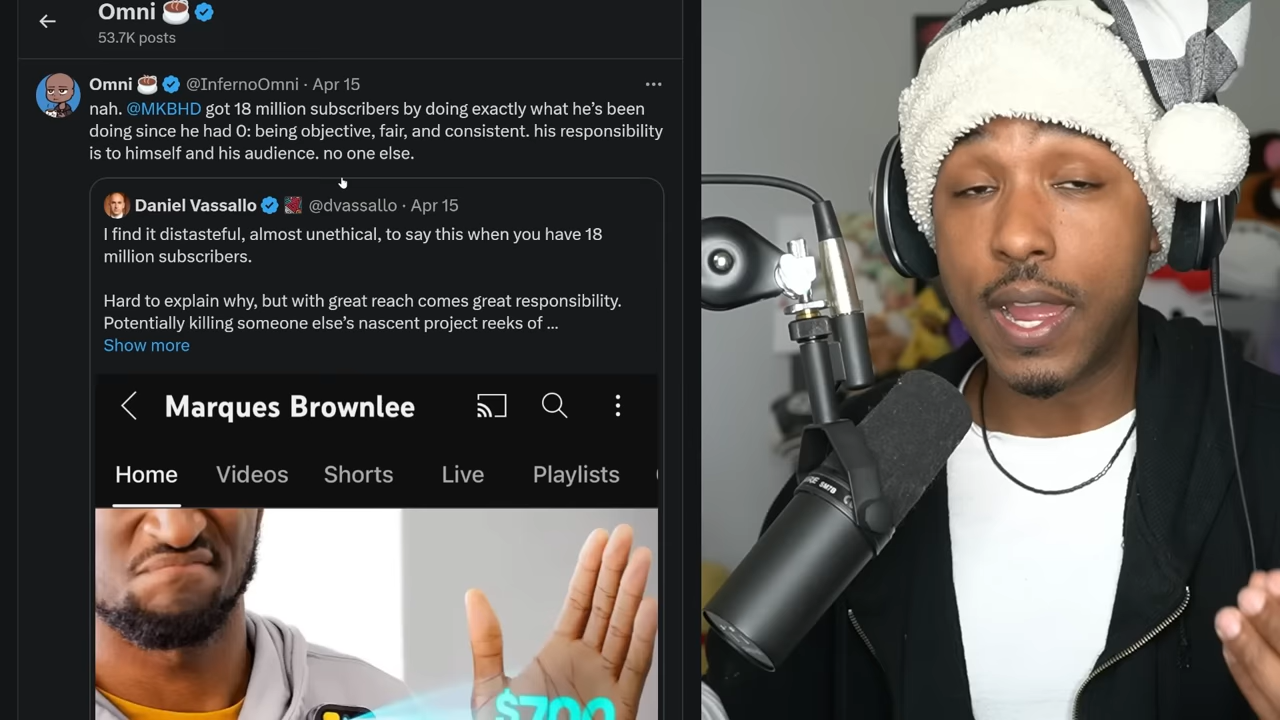 Omni
53.7K posts
Omni @InfernoOmni · Apr 15
nah. @MKBHD got 18 million subscribers by doing exactly what he's been
doing since he had 0: being objective, fair, and consistent. his responsibility
is to himself and his audience. no one else.
Daniel Vassallo @dvassallo · Apr 15
I find it distasteful, almost unethical, to say this when you have 18
million subscribers.
Hard to explain why, but with great reach comes great responsibility.
Potentially killing someone else's nascent project reeks of ...
Show more
Marques Brownlee
Home Videos Shorts Live Playlists
$700
SM7B